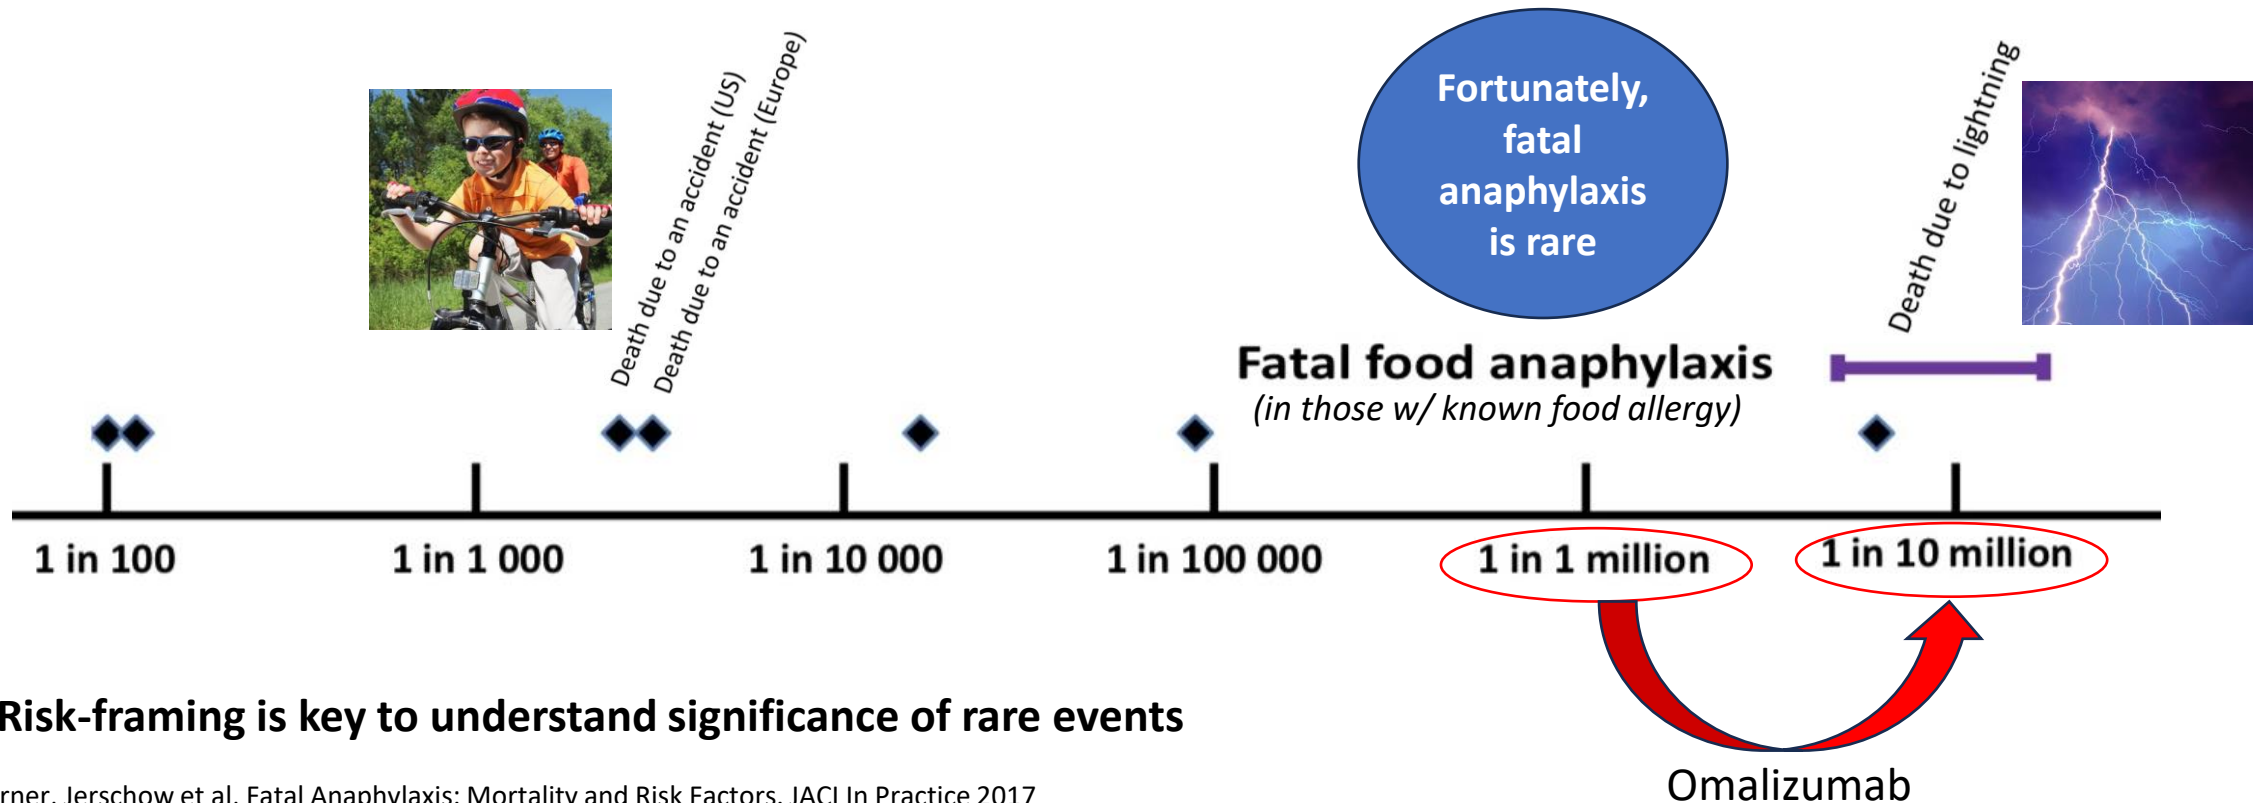 Death due to an accident (US)
Death due to an accident (Europe)
Fortunately,
fatal
anaphylaxis
is rare
Death due to lightning
Fatal food anaphylaxis
(in those w/ known food allergy)
1 in 100
1 in 1 000
1 in 10 000
1 in 100 000
1 in 1 million
1 in 10 million
Risk-framing is key to understand significance of rare events
Omalizumab
rner, Jerschow et al. Fatal Anaphylaxis: Mortality and Risk Factors. JACI In Practice 2017